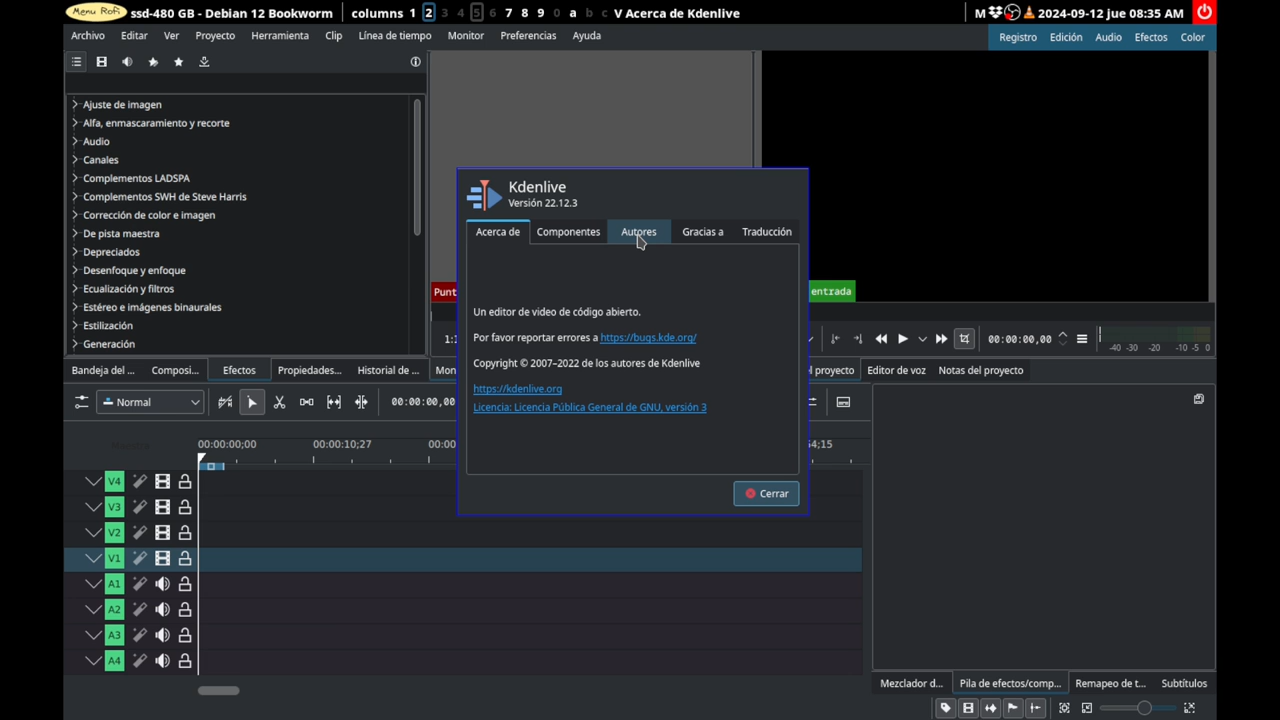 Menu Rofi ssd-480 GB - Debian 12 Bookworm columns 1 2 3 4 5 6 7 8 9 0 a b c V Acerca de Kdenlive M 2024-09-12 jue 08:35 AM
Archivo Editar Ver Proyecto Herramienta Clip Línea de tiempo Monitor Preferencias Ayuda Registro Edición Audio Efectos Color
Ajuste de imagen
Alfa, enmascaramiento y recorte
Audio
Canales
Complementos LADSPA
Complementos SWH de Steve Harris
Corrección de color e imagen
De pista maestra
Depreciados
Desenfoque y enfoque
Ecualización y filtros
Estéreo e imágenes binaurales
Estilización
Generación
Kdenlive
Versión 22.12.3
Acerca de Componentes Autores Gracias a Traducción
Un editor de video de código abierto.
Por favor reportar errores a https://bugs.kde.org/
Copyright © 2007–2022 de los autores de Kdenlive
https://kdenlive.org
Licencia: Licencia Pública General de GNU, versión 3
Cerrar
Punt entrada
1:1 00:00:00,00 -40 -30 -20 -10 -5 0
Bandeja del ... Composi... Efectos Propiedades... Historial de ... Mon l proyecto Editor de voz Notas del proyecto
Normal 00:00:00,00
00:00:00;00 00:00:10;27 00:00 54;15
V4
V3
V2
V1
A1
A2
A3
A4
Mezclador d... Pila de efectos/comp... Remapeo de t... Subtítulos